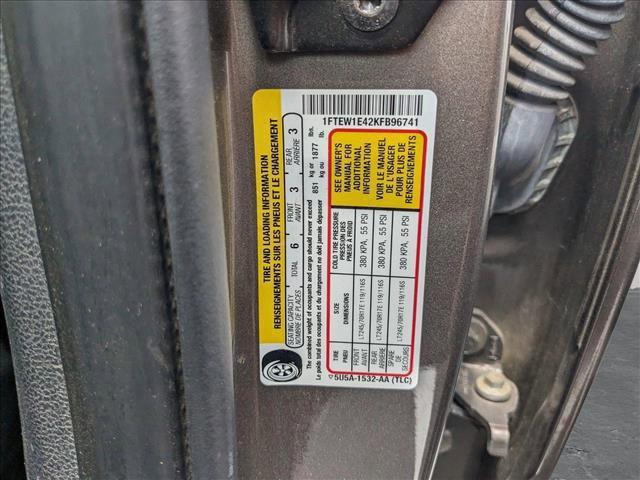 1FTEW1E42KFB96741
TIRE AND LOADING INFORMATION
RENSEIGNEMENTS SUR LES PNEUS ET LE CHARGEMENT
SEATING CAPACITY
NOMBRE DE PLACES
TOTAL 6
FRONT
AVANT 3
REAR
ARRIÈRE 3
The combined weight of occupants and cargo should never exceed
Le poids total des occupants et du chargement ne doit jamais dépasser
851 kg or 1877 lbs.
kg ou lb.
TIRE
PNEU
SIZE
DIMENSIONS
COLD TIRE PRESSURE
PRESSION DES
PNEUS A FROID
FRONT
AVANT
LT245/70R17E 119/116S
380 KPA, 55 PSI
REAR
ARRIERE
LT245/70R17E 119/116S
380 KPA, 55 PSI
SPARE
DE
SECOURS
LT245/70R17E 119/116S
380 KPA, 55 PSI
SEE OWNER'S
MANUAL FOR
ADDITIONAL
INFORMATION
VOIR LE MANUEL
DE L'USAGER
POUR PLUS DE
RENSEIGNEMENTS
5U5A-1532-AA (TLC)